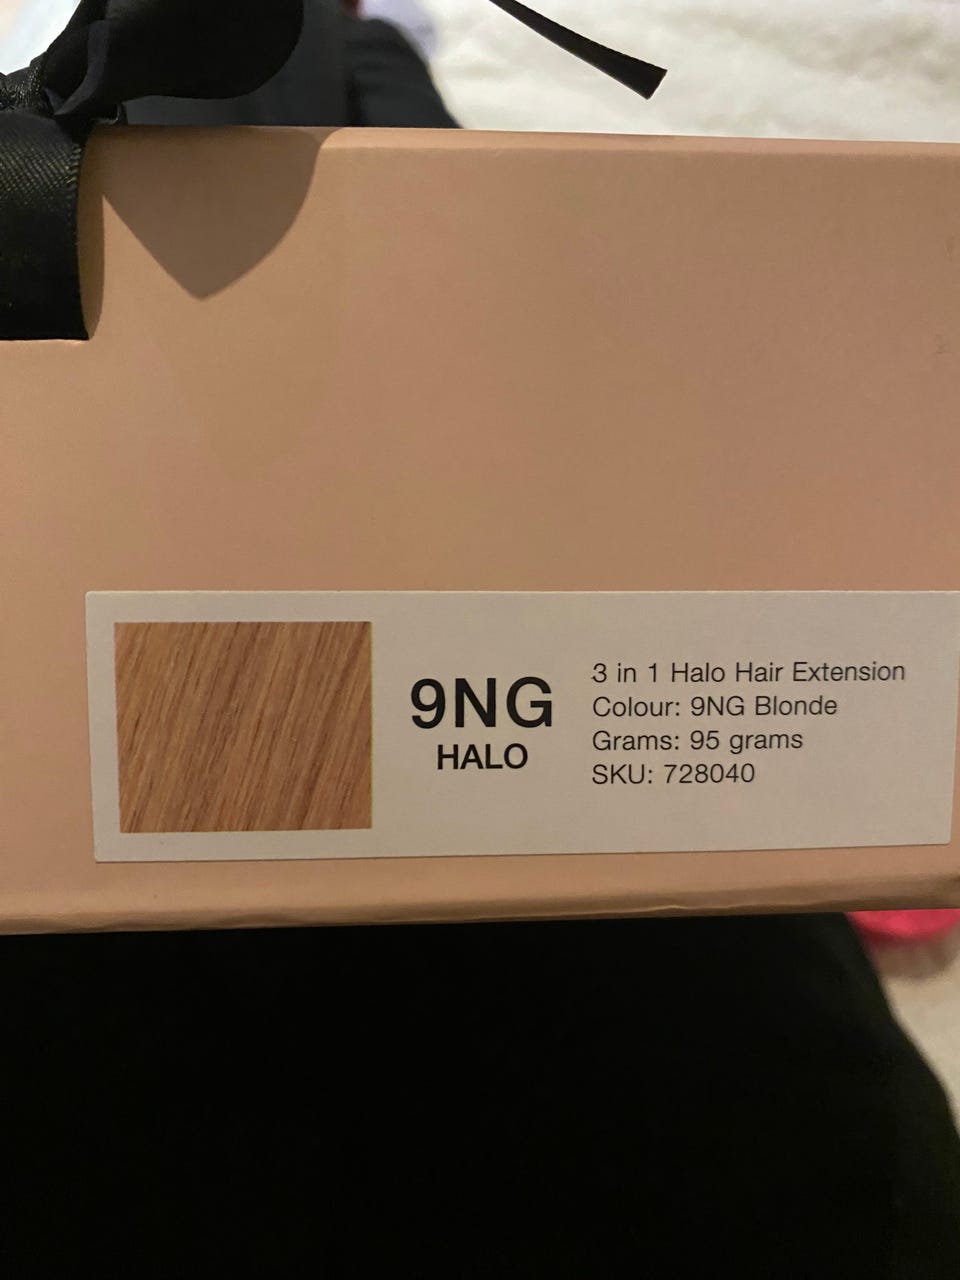 9NG
HALO
3 in 1 Halo Hair Extension
Colour: 9NG Blonde
Grams: 95 grams
SKU: 728040